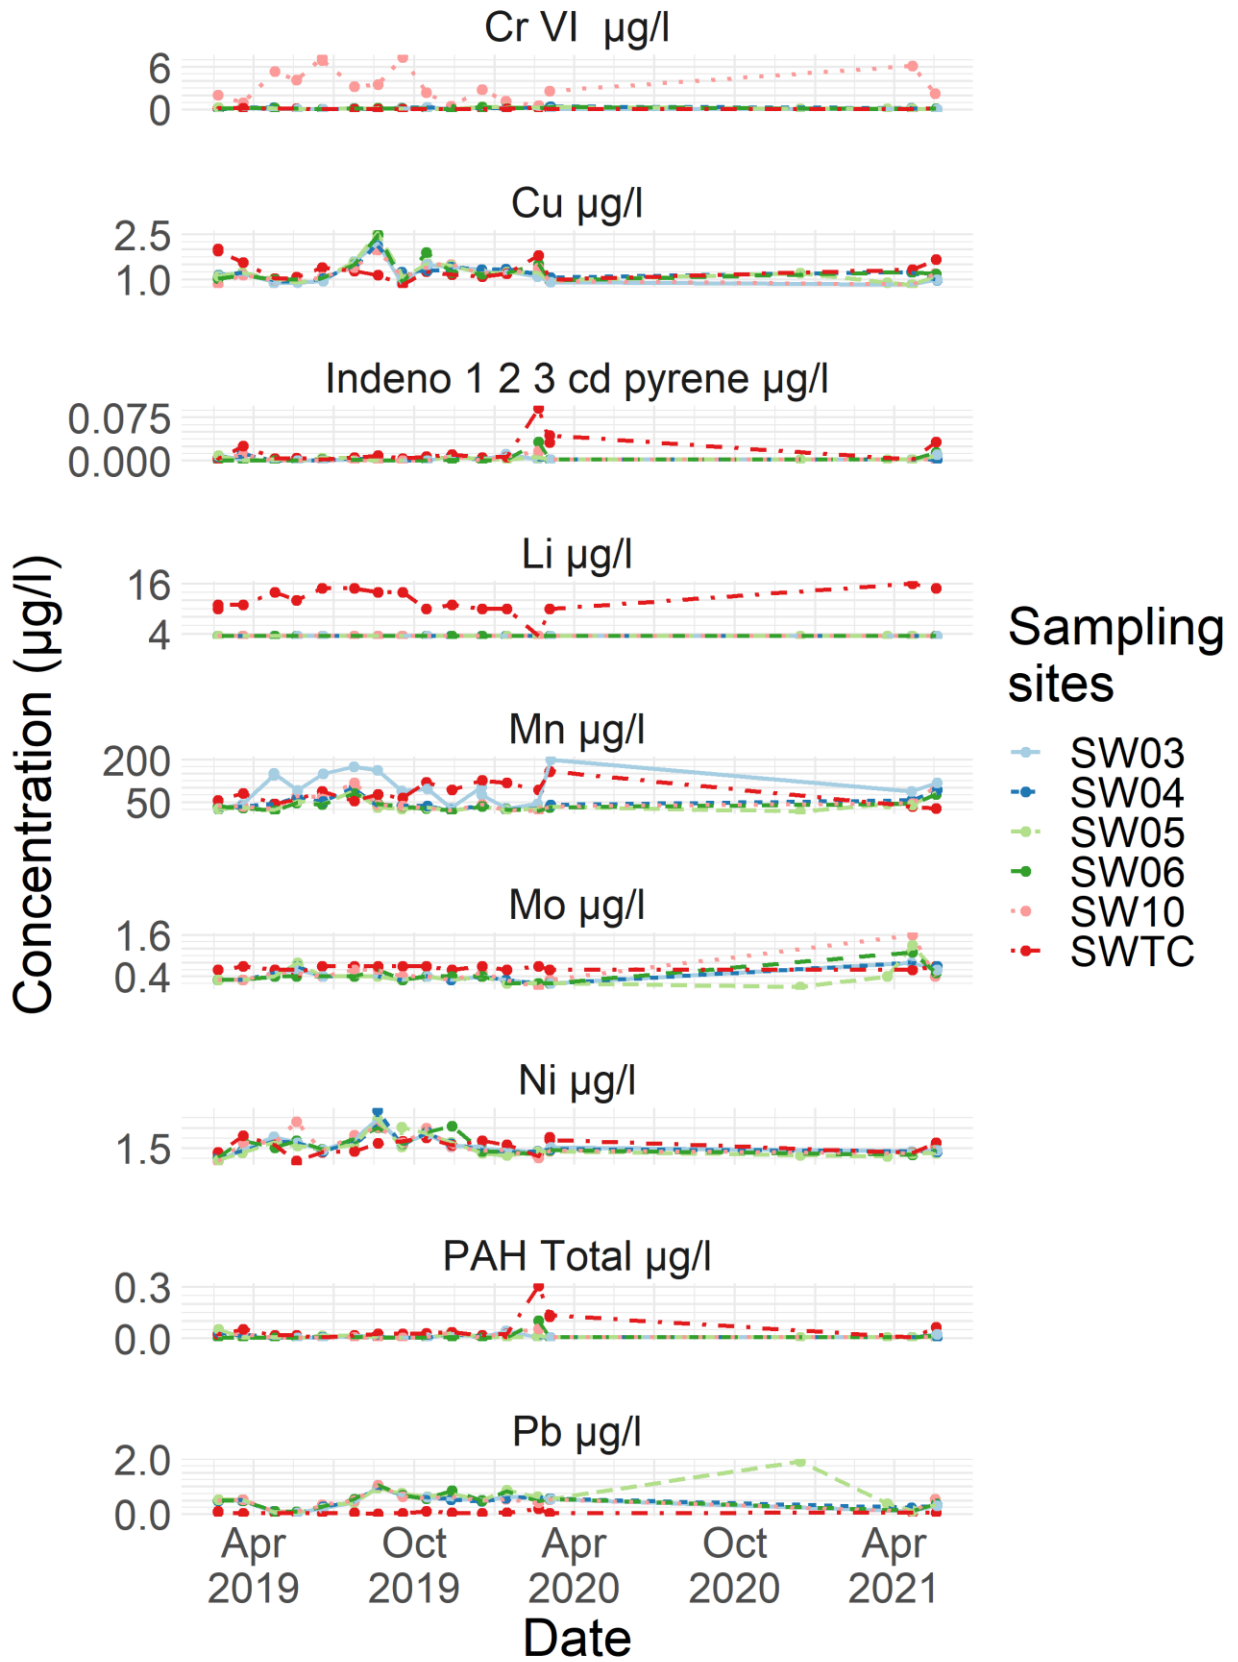 Cr VI µg/l
6
0
Cu µg/l
2.5
1.0
Indeno 1 2 3 cd pyrene µg/l
0.075
0.000
Li µg/l
16
4
Mn µg/l
200
50
Mo µg/l
1.6
0.4
Ni µg/l
1.5
PAH Total µg/l
0.3
0.0
Pb µg/l
2.0
0.0
Apr
2019
Oct
2019
Apr
2020
Oct
2020
Apr
2021
Date
Concentration (µg/l)
Sampling
sites
SW03
SW04
SW05
SW06
SW10
SWTC